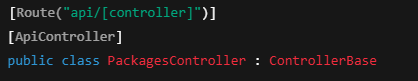 [Route("api/[controller]")]
[ApiController]
public class PackagesController : ControllerBase